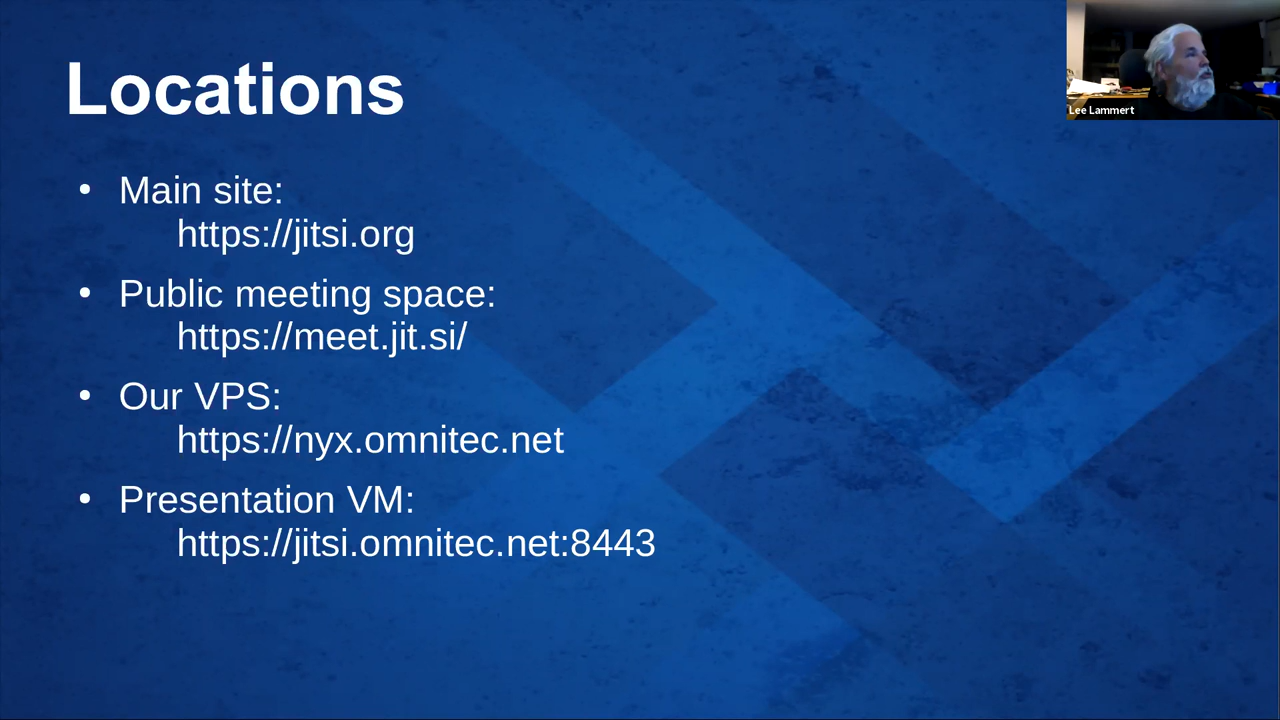 Locations
Lee Lammert
• Main site:
https://jitsi.org
• Public meeting space:
https://meet.jit.si/
• Our VPS:
https://nyx.omnitec.net
• Presentation VM:
https://jitsi.omnitec.net:8443